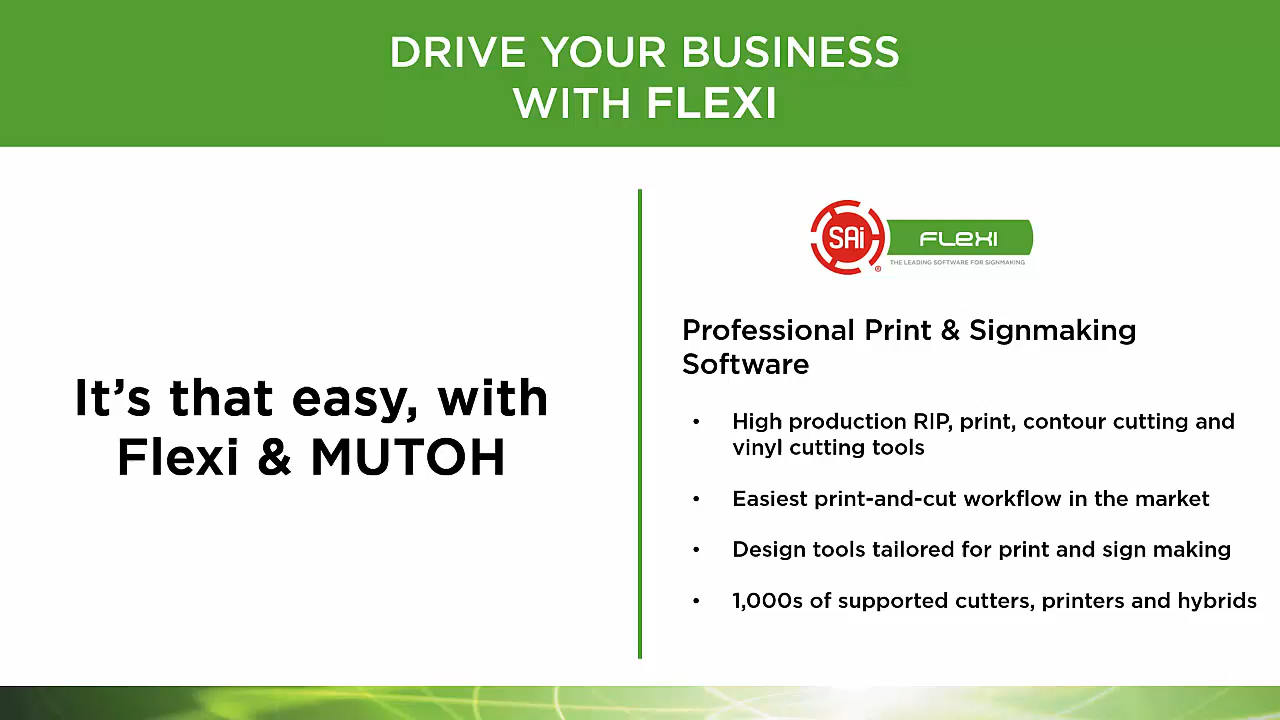 DRIVE YOUR BUSINESS
WITH FLEXI
It's that easy, with
Flexi & MUTOH
SAi
FLEXI
®
THE LEADING SOFTWARE FOR SIGNMAKING
Professional Print & Signmaking
Software
• High production RIP, print, contour cutting and
vinyl cutting tools
• Easiest print-and-cut workflow in the market
• Design tools tailored for print and sign making
• 1,000s of supported cutters, printers and hybrids